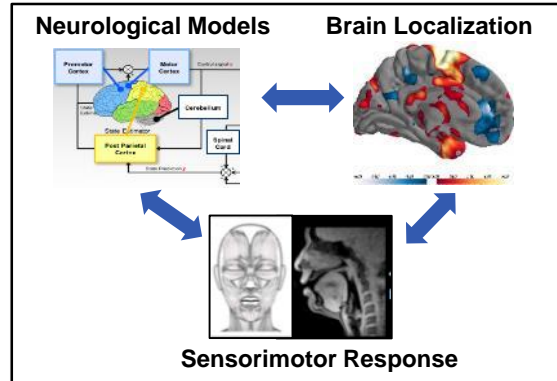 Neurological Models
Brain Localization
Premotor
Cortex
Motor
Cortex
Cerebellum
State Estimator
Post Parietal
Cortex
Spinal
Cord
Sensorimotor Response